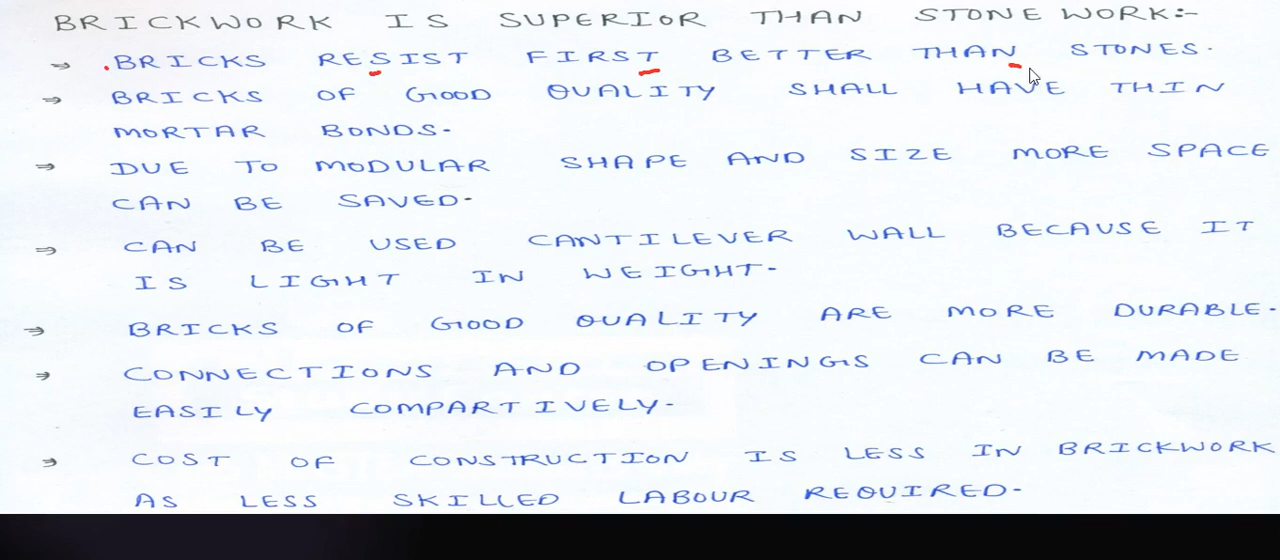 BRICKWORK IS SUPERIOR THAN STONE WORK:-
⇒ .BRICKS RESIST FIRST BETTER THAN STONES.
⇒ BRICKS OF GOOD QUALITY SHALL HAVE THIN
MORTAR BONDS.
⇒ DUE TO MODULAR SHAPE AND SIZE MORE SPACE
CAN BE SAVED.
⇒ CAN BE USED CANTILEVER WALL BECAUSE IT
IS LIGHT IN WEIGHT.
⇒ BRICKS OF GOOD QUALITY ARE MORE DURABLE.
⇒ CONNECTIONS AND OPENINGS CAN BE MADE
EASILY COMPARTIVELY.
⇒ COST OF CONSTRUCTION IS LESS IN BRICKWORK
AS LESS SKILLED LABOUR REQUIRED.